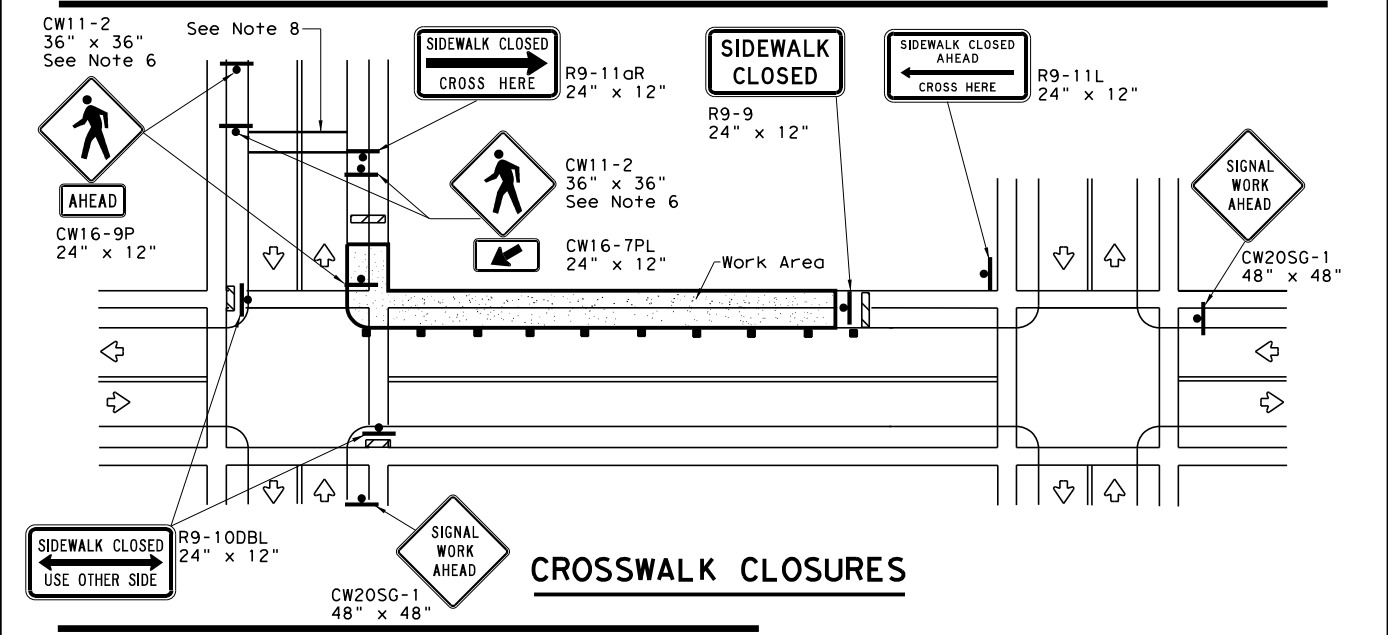 CW11-2
36" x 36"
See Note 6
See Note 8
SIDEWALK CLOSED
CROSS HERE
R9-11aR
24" x 12"
SIDEWALK
CLOSED
R9-9
24" x 12"
SIDEWALK CLOSED
AHEAD
CROSS HERE
R9-11L
24" x 12"
AHEAD
CW16-9P
24" x 12"
CW11-2
36" x 36"
See Note 6
CW16-7PL
24" x 12"
SIGNAL
WORK
AHEAD
CW20SG-1
48" x 48"
Work Area
SIDEWALK CLOSED
USE OTHER SIDE
R9-10DBL
24" x 12"
SIGNAL
WORK
AHEAD
CW20SG-1
48" x 48"
CROSSWALK CLOSURES